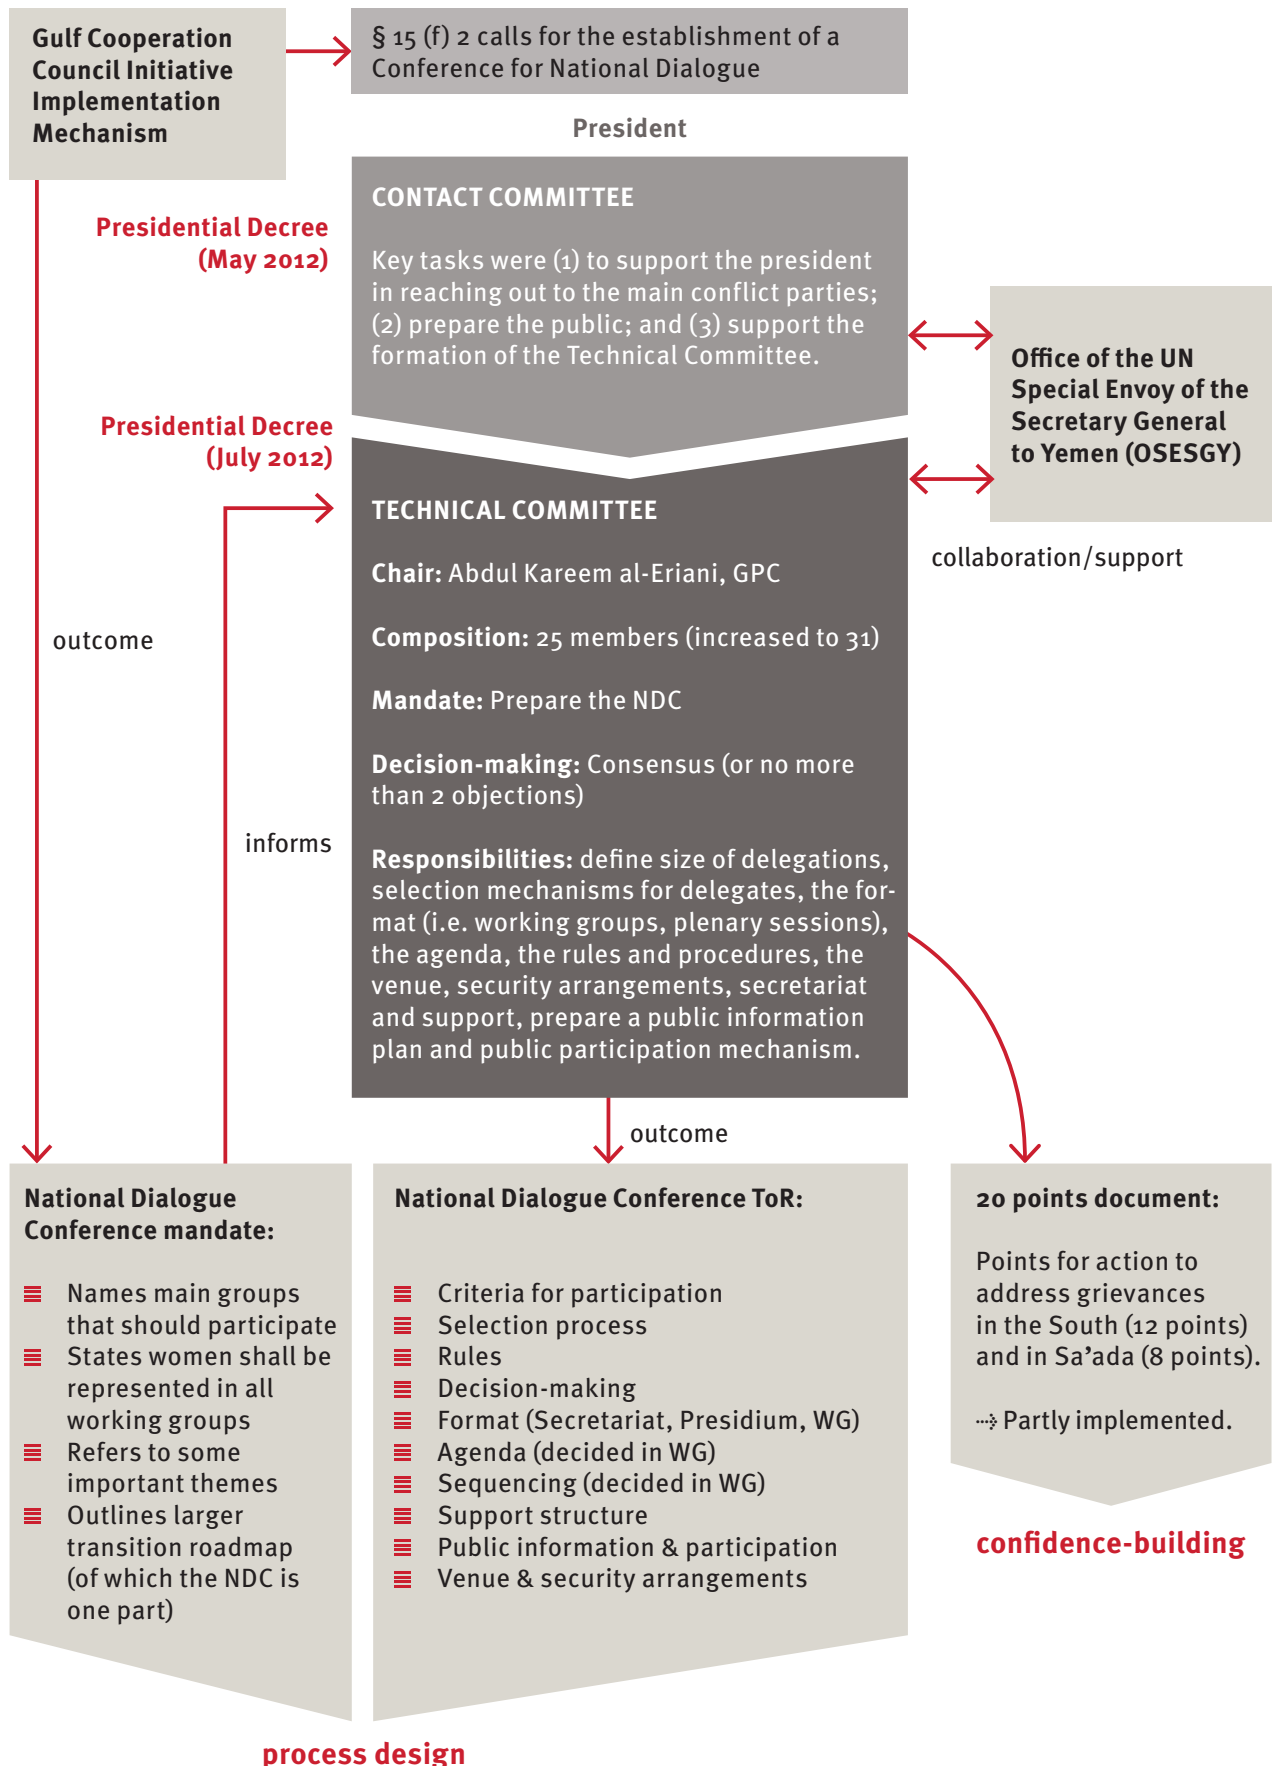 Gulf Cooperation
Council Initiative
Implementation
Mechanism
§ 15 (f) 2 calls for the establishment of a
Conference for National Dialogue
President
Presidential Decree
(May 2012)
CONTACT COMMITTEE
Key tasks were (1) to support the president
in reaching out to the main conflict parties;
(2) prepare the public; and (3) support the
formation of the Technical Committee.
Office of the UN
Special Envoy of the
Secretary General
to Yemen (OSESGY)
collaboration/support
Presidential Decree
(July 2012)
TECHNICAL COMMITTEE
Chair: Abdul Kareem al-Eriani, GPC
Composition: 25 members (increased to 31)
Mandate: Prepare the NDC
Decision-making: Consensus (or no more
than 2 objections)
Responsibilities: define size of delegations,
selection mechanisms for delegates, the for-
mat (i.e. working groups, plenary sessions),
the agenda, the rules and procedures, the
venue, security arrangements, secretariat
and support, prepare a public information
plan and public participation mechanism.
outcome
informs
outcome
National Dialogue
Conference mandate:
Names main groups
that should participate
States women shall be
represented in all
working groups
Refers to some
important themes
Outlines larger
transition roadmap
(of which the NDC is
one part)
National Dialogue Conference ToR:
Criteria for participation
Selection process
Rules
Decision-making
Format (Secretariat, Presidium, WG)
Agenda (decided in WG)
Sequencing (decided in WG)
Support structure
Public information & participation
Venue & security arrangements
20 points document:
Points for action to
address grievances
in the South (12 points)
and in Sa’ada (8 points).
Partly implemented.
confidence-building
process design